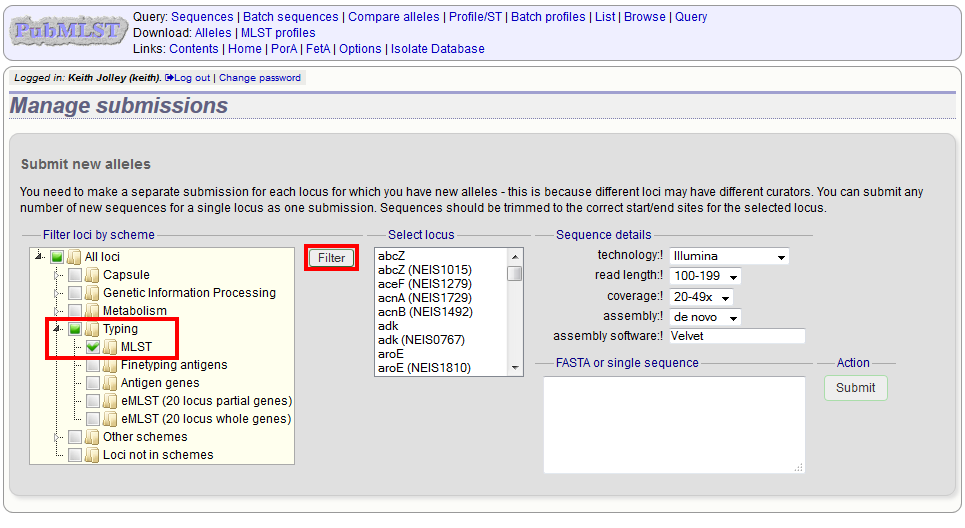 PubMLST
Query: Sequences | Batch sequences | Compare alleles | Profile/ST | Batch profiles | List | Browse | Query
Download: Alleles | MLST profiles
Links: Contents | Home | PorA | FetA | Options | Isolate Database
Logged in: Keith Jolley (keith). Log out | Change password
Manage submissions
Submit new alleles
You need to make a separate submission for each locus for which you have new alleles - this is because different loci may have different curators. You can submit any
number of new sequences for a single locus as one submission. Sequences should be trimmed to the correct start/end sites for the selected locus.
Filter loci by scheme
All loci
Capsule
Genetic Information Processing
Metabolism
Typing
MLST
Finetyping antigens
Antigen genes
eMLST (20 locus partial genes)
eMLST (20 locus whole genes)
Other schemes
Loci not in schemes
Filter
Select locus
abcZ
abcZ (NEIS1015)
aceF (NEIS1279)
acnA (NEIS1729)
acnB (NEIS1492)
adk
adk (NEIS0767)
aroE
aroE (NEIS1810)
Sequence details
technology:! Illumina
read length:! 100-199
coverage:! 20-49x
assembly:! de novo
assembly software:! Velvet
FASTA or single sequence
Action
Submit